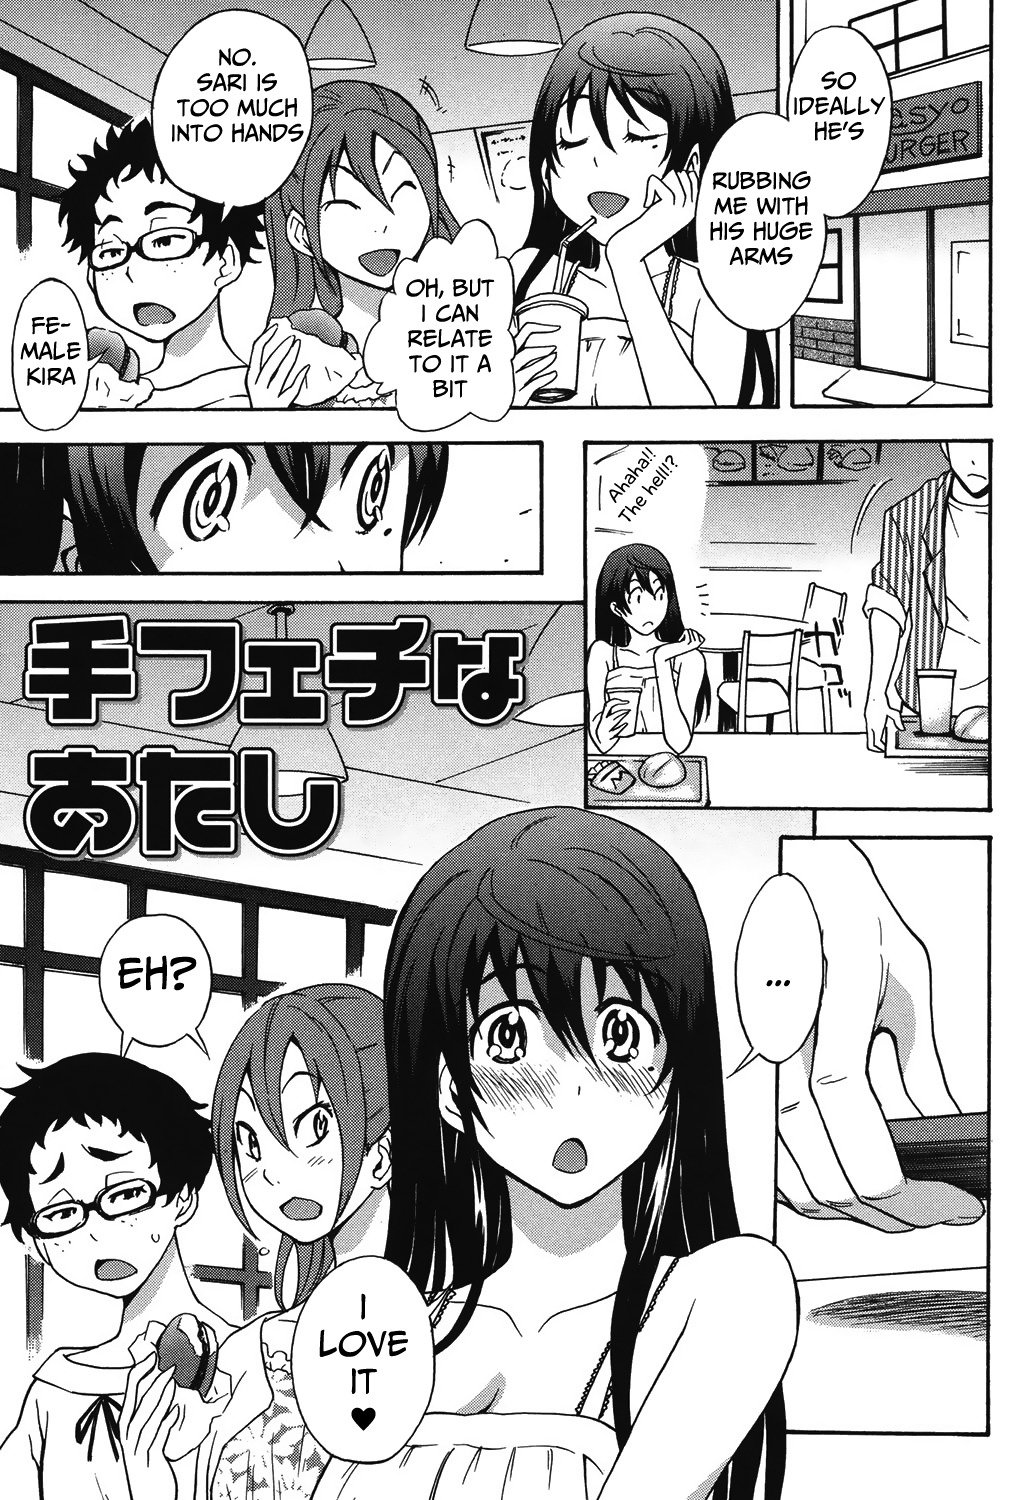 SO
IDEALLY
HE'S
RUBBING
ME WITH
HIS HUGE
ARMS
OH, BUT
I CAN
RELATE
TO IT A
BIT
NO.
SARI IS
TOO MUCH
INTO HANDS
FE-
MALE
KIRA
Ahaha!!
The hell!?
手フェチな
あたし
...
EH?
I
LOVE
IT
♥